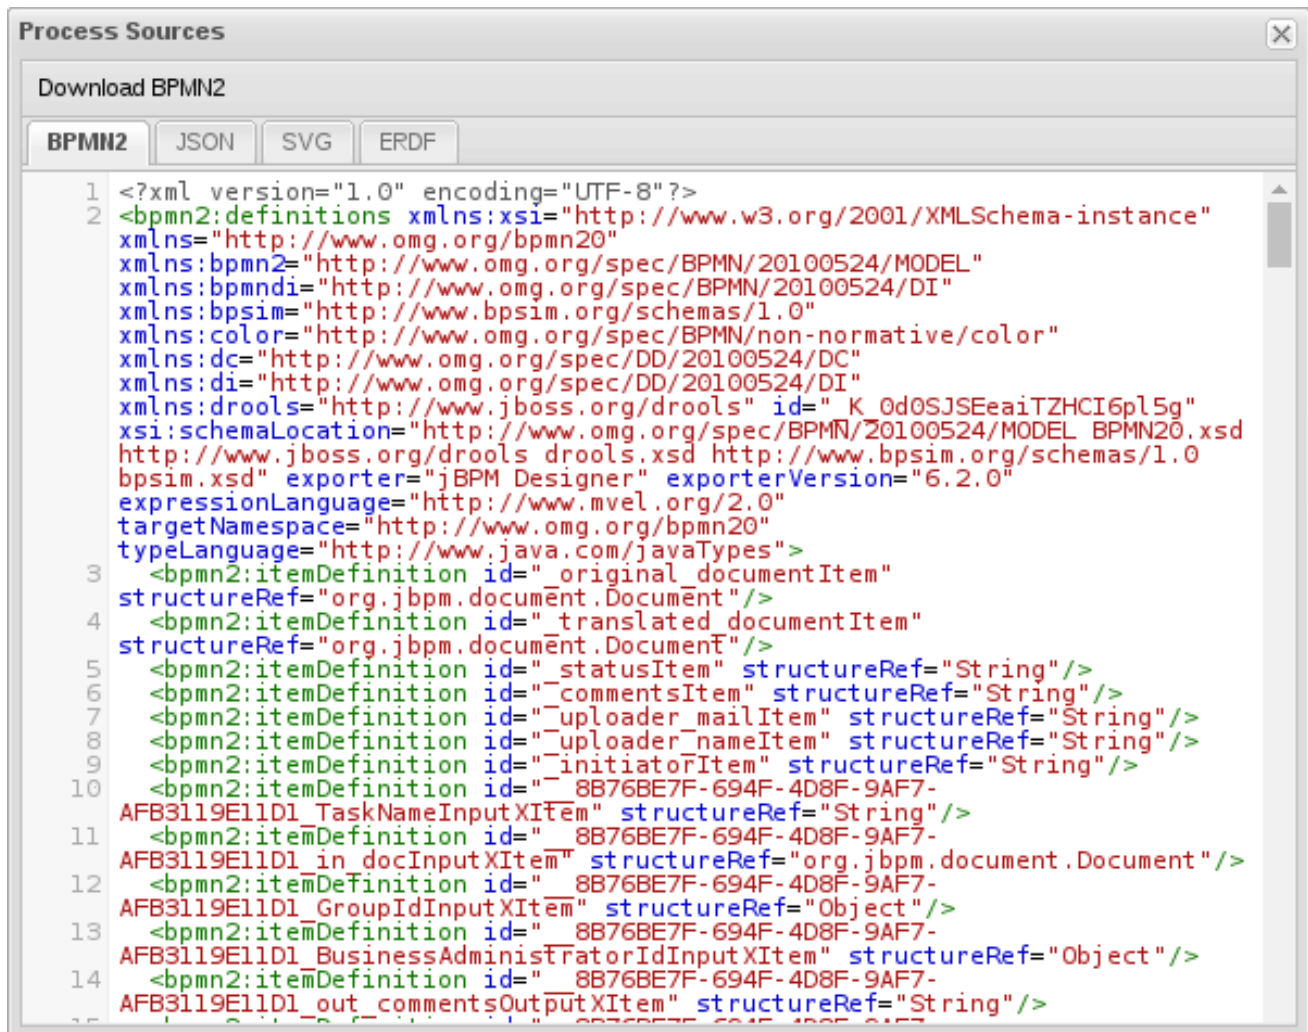 Process Sources
Download BPMN2
BPMN2 JSON SVG ERDF
1 <?xml version="1.0" encoding="UTF-8"?>
2 <bpmn2:definitions xmlns:xsi="http://www.w3.org/2001/XMLSchema-instance"
xmlns="http://www.omg.org/bpmn20"
xmlns:bpmn2="http://www.omg.org/spec/BPMN/20100524/MODEL"
xmlns:bpmndi="http://www.omg.org/spec/BPMN/20100524/DI"
xmlns:bpsim="http://www.bpsim.org/schemas/1.0"
xmlns:color="http://www.omg.org/spec/BPMN/non-normative/color"
xmlns:dc="http://www.omg.org/spec/DD/20100524/DC"
xmlns:di="http://www.omg.org/spec/DD/20100524/DI"
xmlns:drools="http://www.jboss.org/drools" id="_K_0d0SJSEeaiTZHCI6pl5g"
xsi:schemaLocation="http://www.omg.org/spec/BPMN/20100524/MODEL BPMN20.xsd
http://www.jboss.org/drools drools.xsd http://www.bpsim.org/schemas/1.0
bpsim.xsd" exporter="jBPM Designer" exporterVersion="6.2.0"
expressionLanguage="http://www.mvel.org/2.0"
targetNamespace="http://www.omg.org/bpmn20"
typeLanguage="http://www.java.com/javaTypes">
3 <bpmn2:itemDefinition id="_original_documentItem"
structureRef="org.jbpm.document.Document"/>
4 <bpmn2:itemDefinition id="_translated_documentItem"
structureRef="org.jbpm.document.Document"/>
5 <bpmn2:itemDefinition id="_statusItem" structureRef="String"/>
6 <bpmn2:itemDefinition id="_commentsItem" structureRef="String"/>
7 <bpmn2:itemDefinition id="_uploader_mailItem" structureRef="String"/>
8 <bpmn2:itemDefinition id="_uploader_nameItem" structureRef="String"/>
9 <bpmn2:itemDefinition id="_initiatorItem" structureRef="String"/>
10 <bpmn2:itemDefinition id="__8B76BE7F-694F-4D8F-9AF7-
AFB3119E11D1_TaskNameInputXItem" structureRef="String"/>
11 <bpmn2:itemDefinition id="__8B76BE7F-694F-4D8F-9AF7-
AFB3119E11D1_in_docInputXItem" structureRef="org.jbpm.document.Document"/>
12 <bpmn2:itemDefinition id="__8B76BE7F-694F-4D8F-9AF7-
AFB3119E11D1_GroupIdInputXItem" structureRef="Object"/>
13 <bpmn2:itemDefinition id="__8B76BE7F-694F-4D8F-9AF7-
AFB3119E11D1_BusinessAdministratorIdInputXItem" structureRef="Object"/>
14 <bpmn2:itemDefinition id="__8B76BE7F-694F-4D8F-9AF7-
AFB3119E11D1_out_commentsOutputXItem" structureRef="String"/>